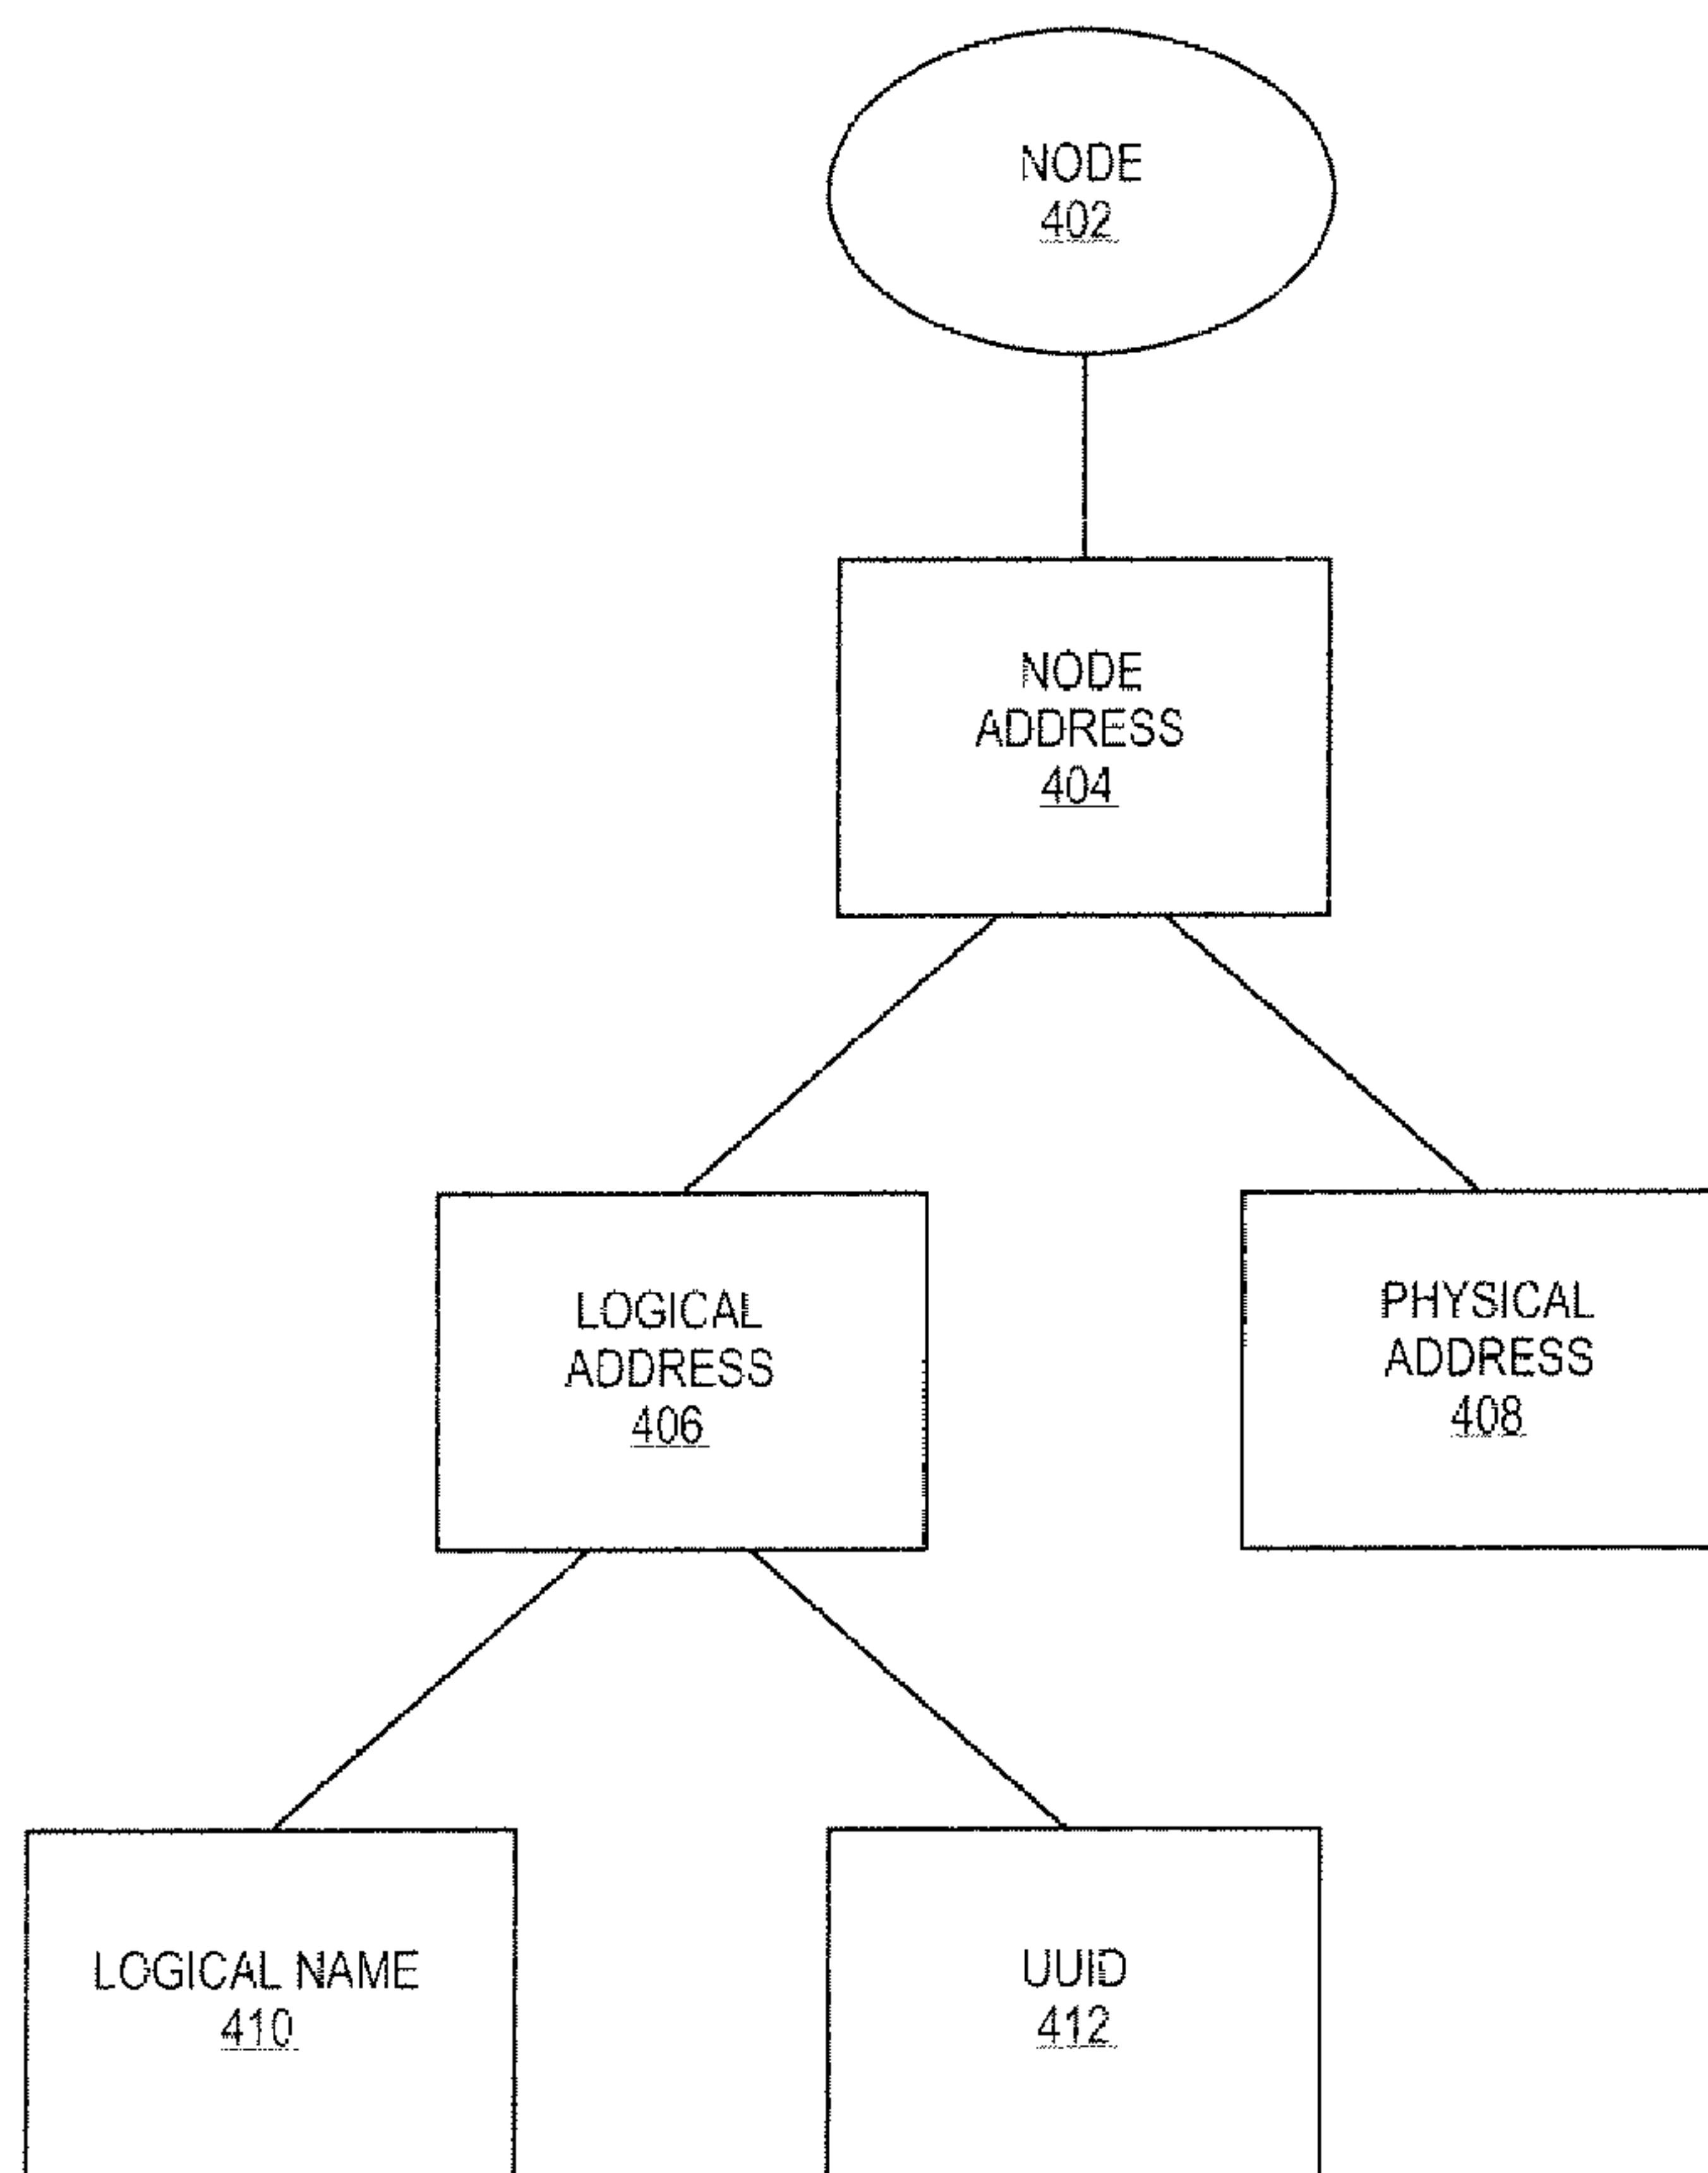 NODE
402
NODE
ADDRESS
404
LOGICAL
ADDRESS
406
PHYSICAL
ADDRESS
408
LOGICAL NAME
410
UUID
412